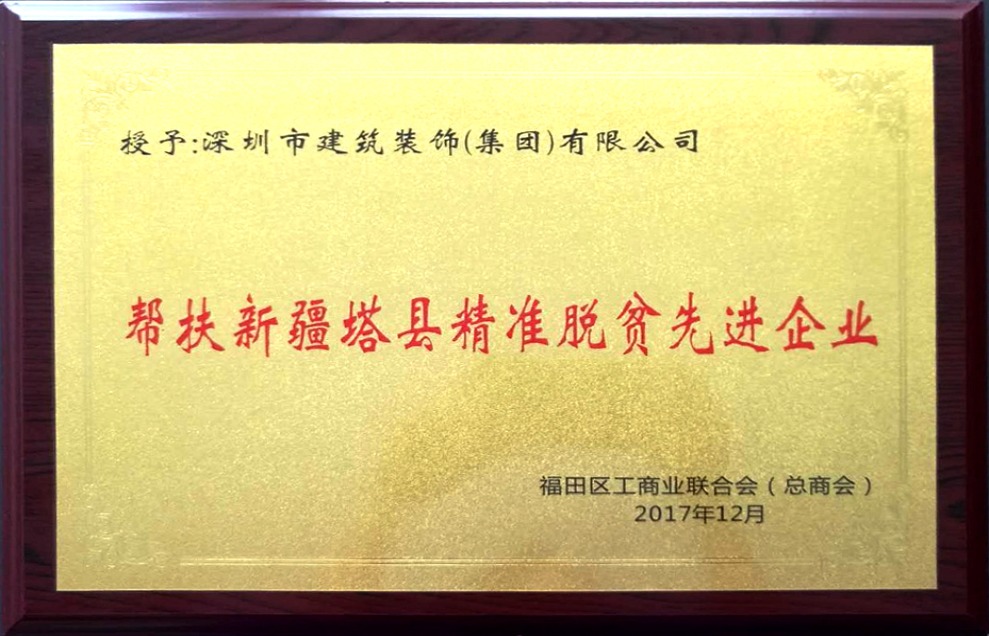 授予:深圳市建筑装饰(集团)有限公司
帮扶新疆塔县精准脱贫先进企业
福田区工商业联合会（总商会）
2017年12月